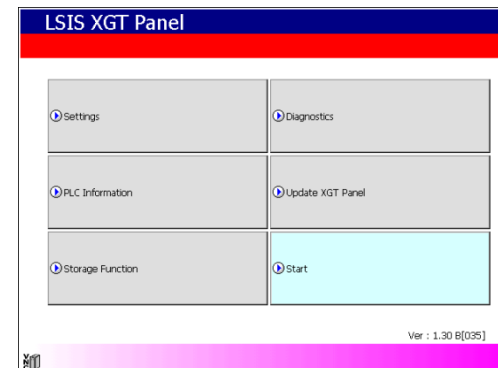 LSIS XGT Panel
Settings
Diagnostics
PLC Information
Update XGT Panel
Storage Function
Start
Ver : 1.30 B[035]